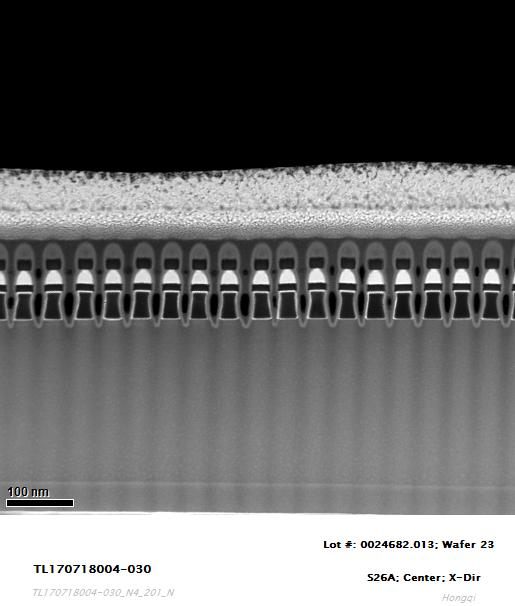 100 nm
Lot #: 0024682.013; Wafer 23
TL170718004-030
S26A; Center; X-Dir
TL170718004-030_N4_201_N
Hongqi